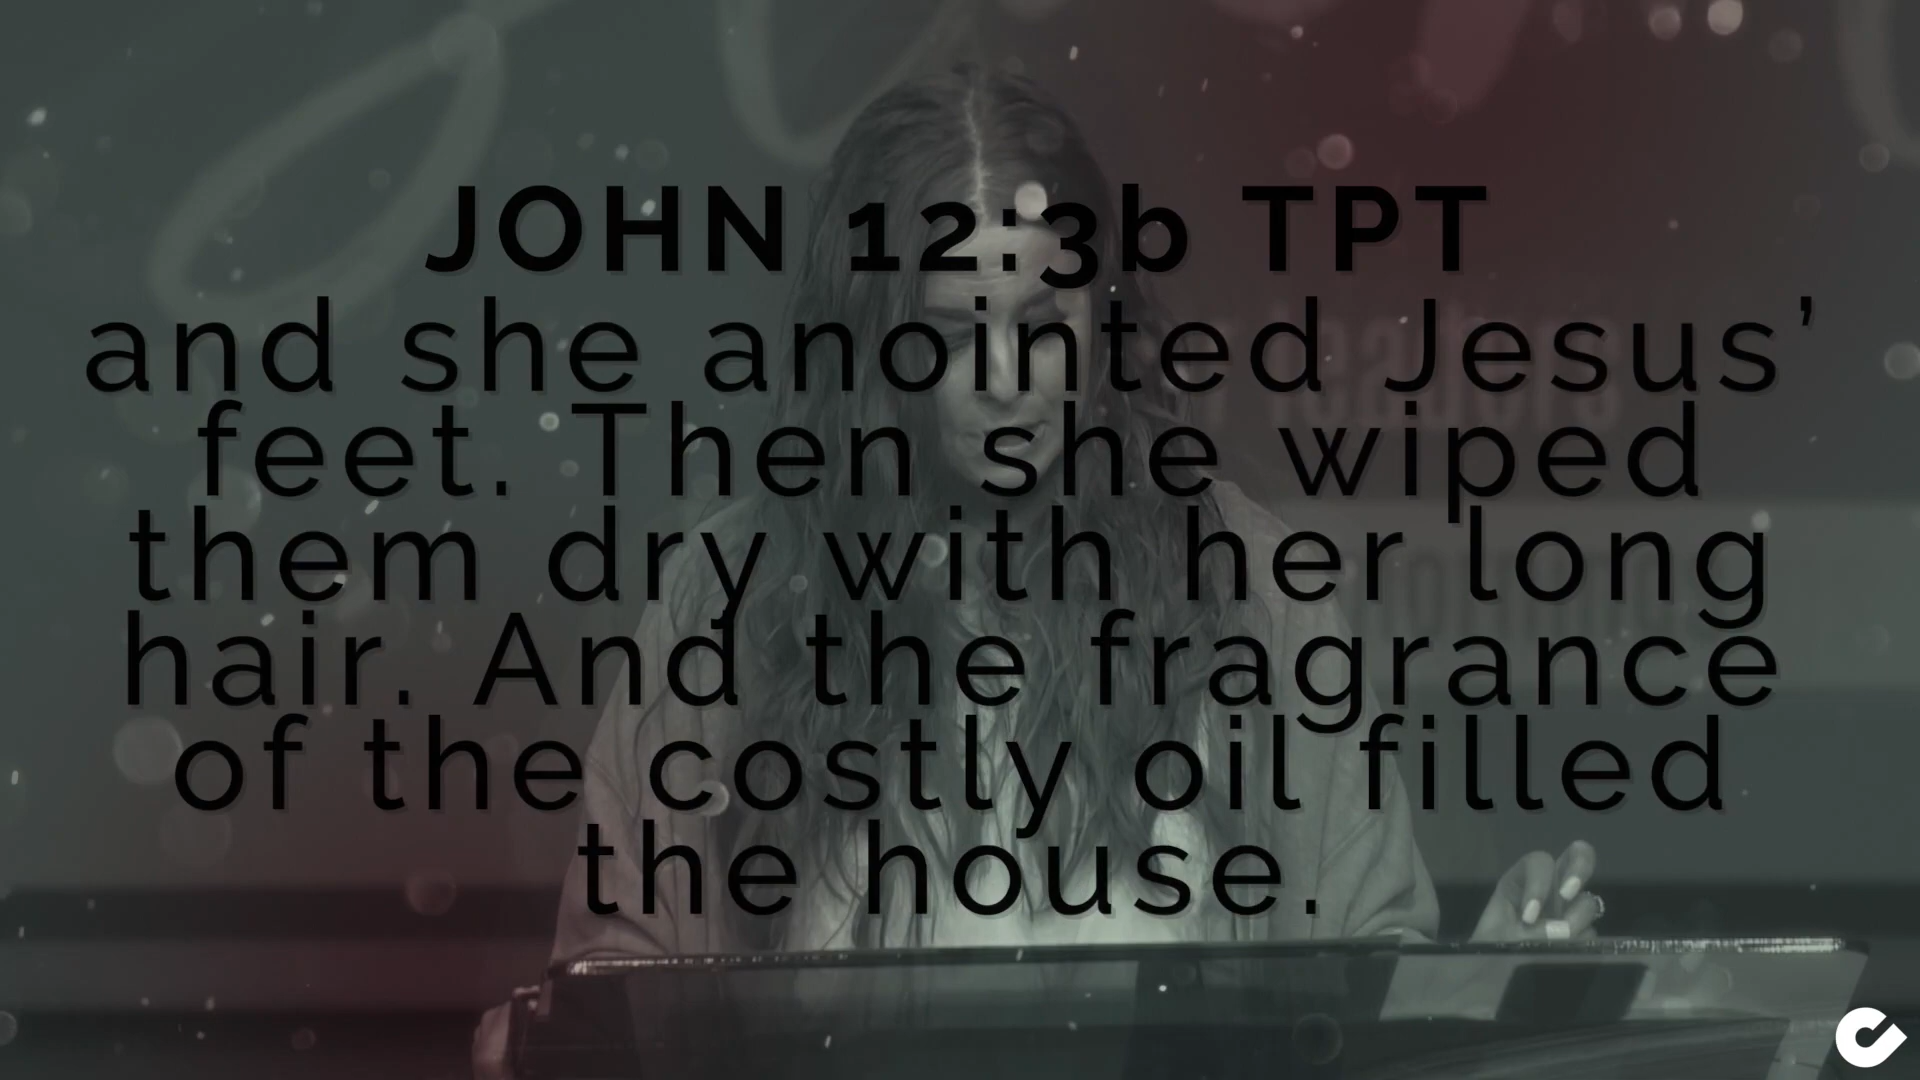 JOHN 12:3b TPT
and she anointed Jesus’
feet. Then she wiped
them dry with her long
hair. And the fragrance
of the costly oil filled
the house.